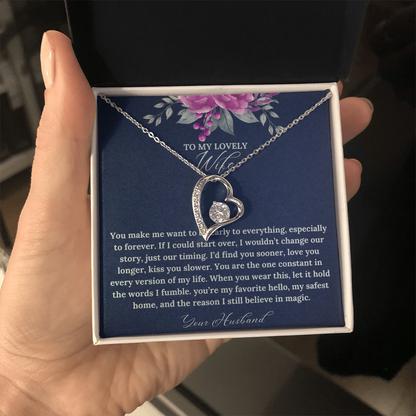 TO MY LOVELY
Wife
You make me want to arly to everything, especially
to forever. If I could start over, I wouldn't change our
story, just our timing. I'd find you sooner, love you
longer, kiss you slower. You are the one constant in
every version of my life. When you wear this, let it hold
the words I fumble. you're my favorite hello, my safest
home, and the reason I still believe in magic.
Your Husband